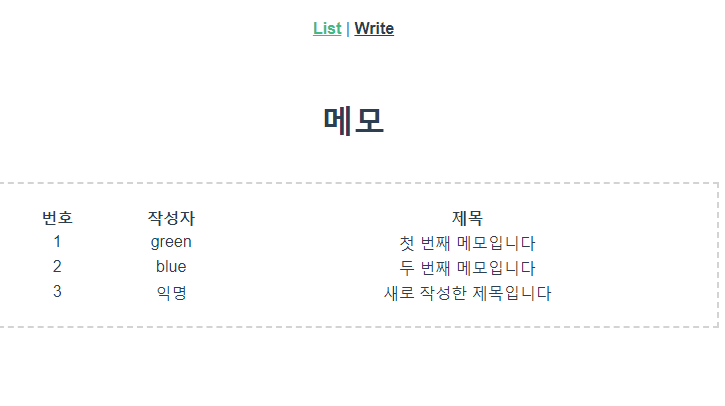 List | Write
메모
번호 작성자 제목
1 green 첫 번째 메모입니다
2 blue 두 번째 메모입니다
3 익명 새로 작성한 제목입니다